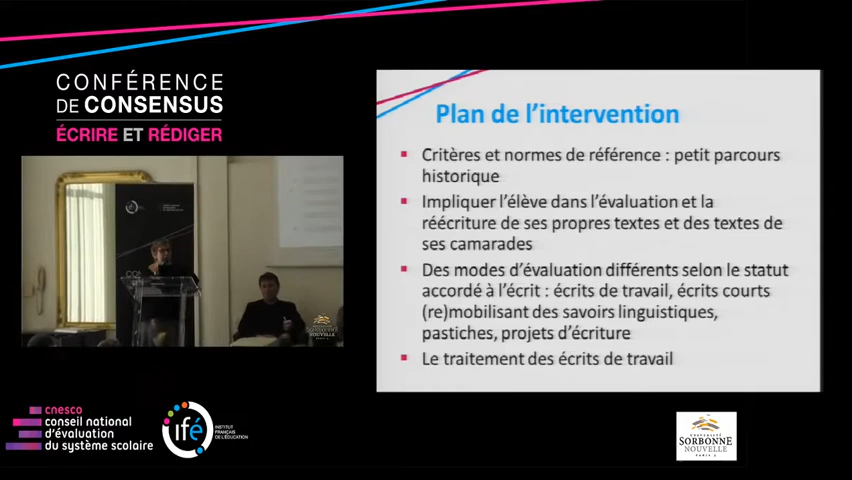 CONFÉRENCE
DE CONSENSUS
ÉCRIRE ET RÉDIGER
Plan de l'intervention
Critères et normes de référence : petit parcours
historique
Impliquer l'élève dans l'évaluation et la
réécriture de ses propres textes et des textes de
ses camarades
Des modes d'évaluation différents selon le statut
accordé à l'écrit : écrits de travail, écrits courts
(re)mobilisant des savoirs linguistiques,
pastiches, projets d'écriture
Le traitement des écrits de travail
SORBONNE
NOUVELLE
cnesco
conseil national
d'évaluation
du système scolaire
ifé
INSTITUT
FRANÇAIS
DE L'ÉDUCATION
SORBONNE
NOUVELLE
PARIS 3